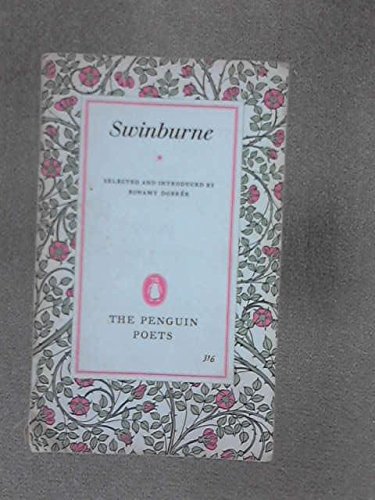 Swinburne
SELECTED AND INTRODUCED BY
BONAMY DOBRÉE
THE PENGUIN
POETS
3/6